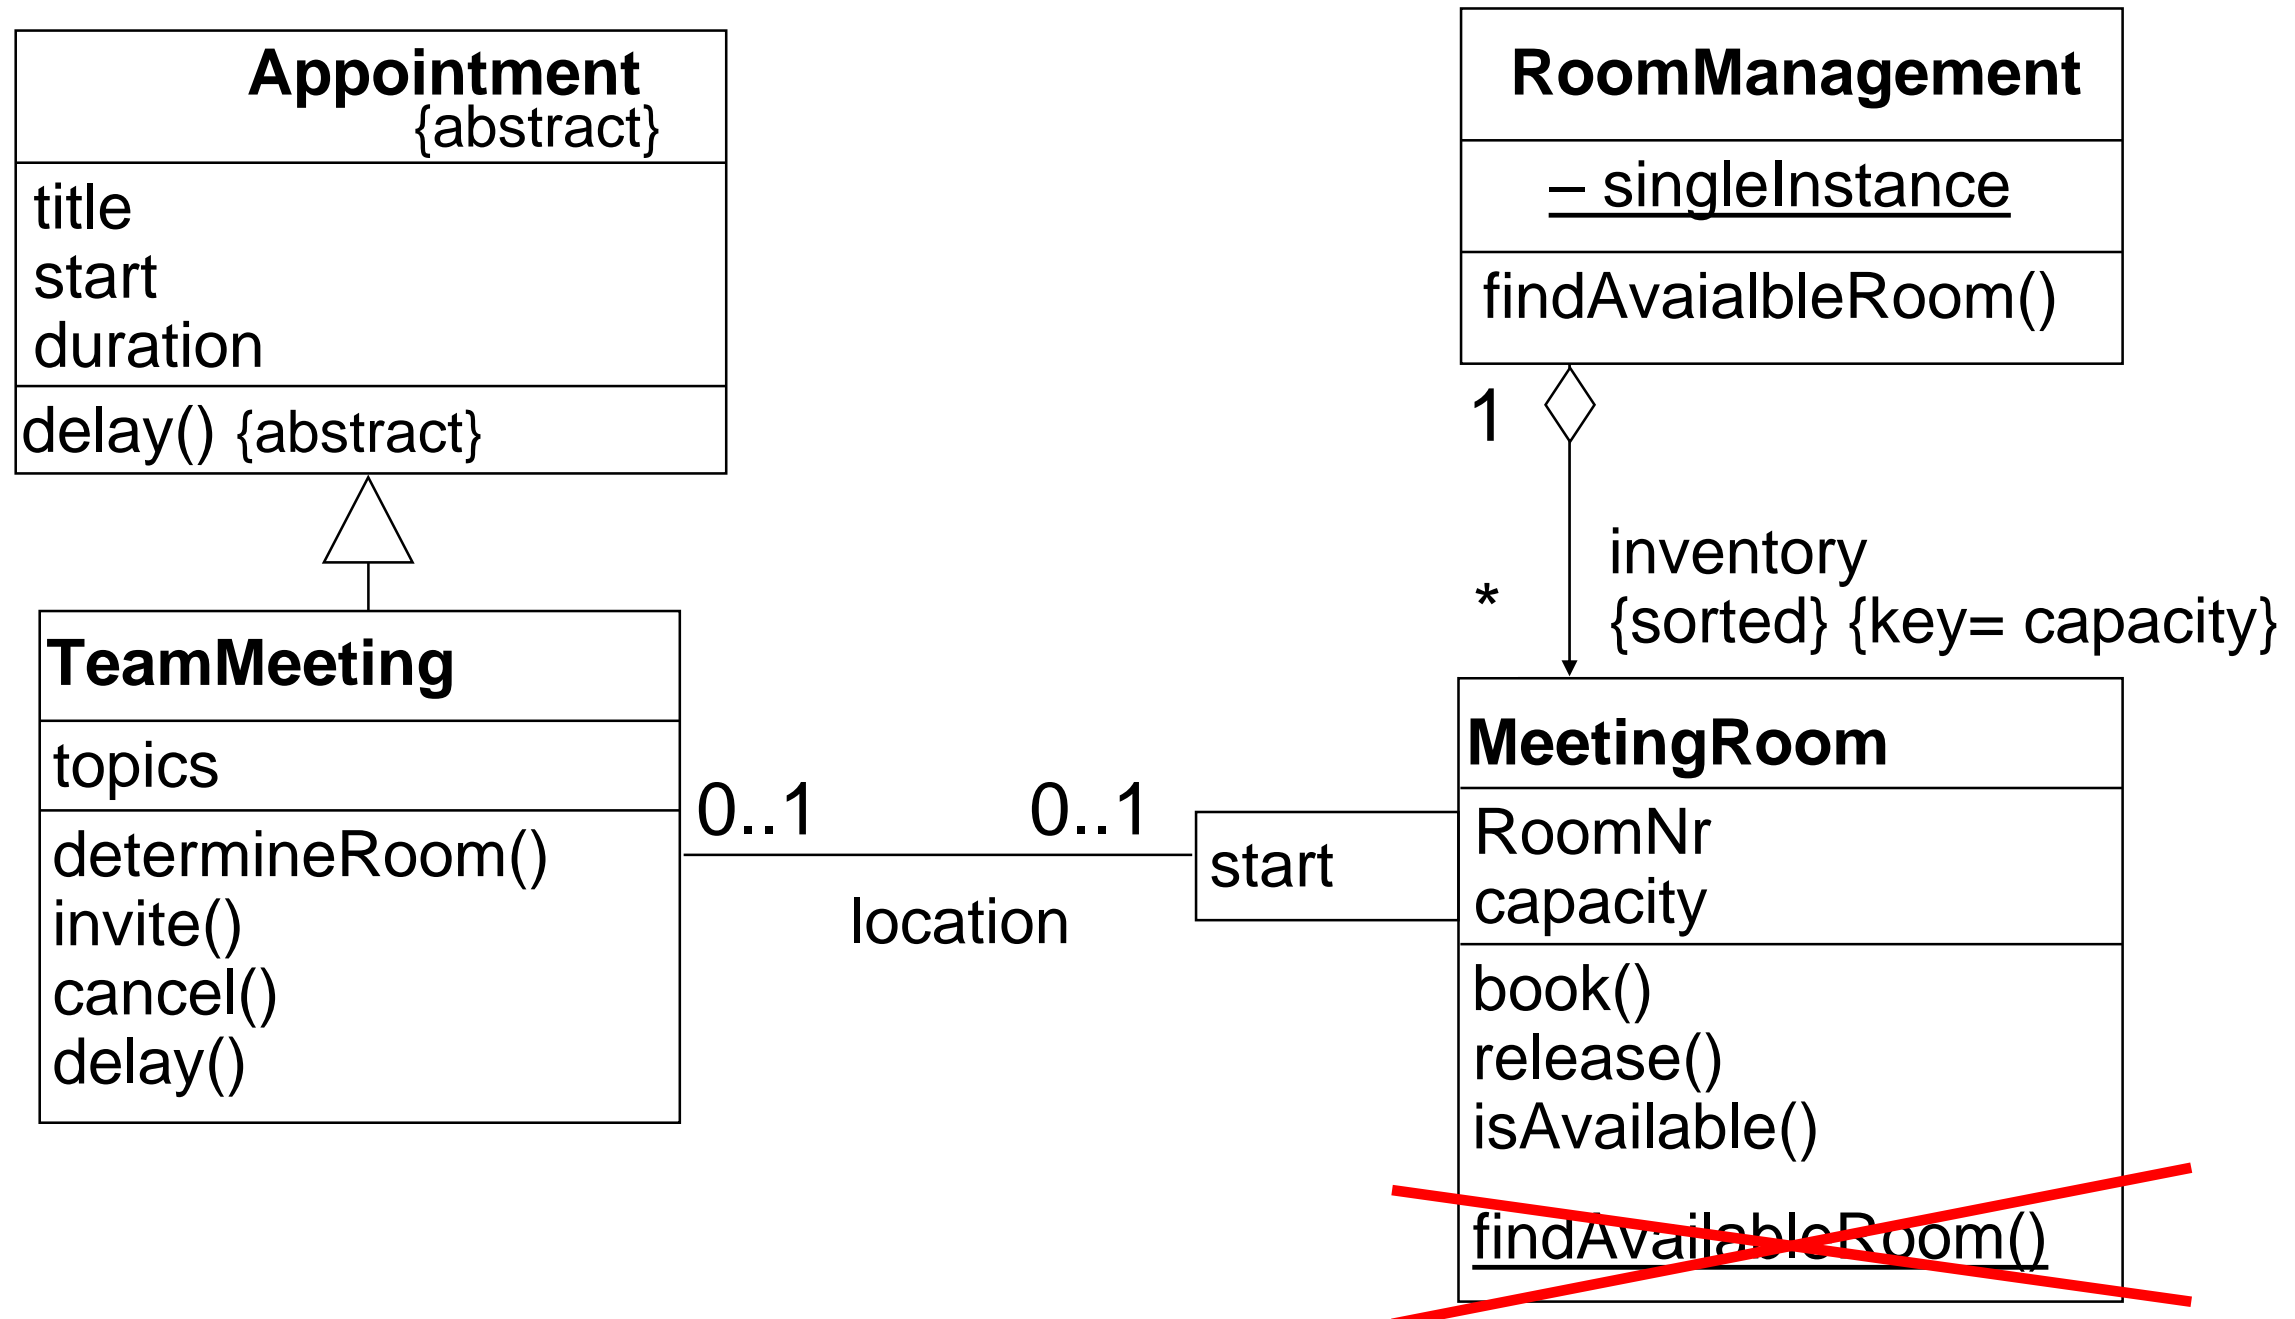 Appointment
{abstract}
title
start
duration
delay() {abstract}
RoomManagement
– singleInstance
findAvaialbleRoom()
1
*
inventory
{sorted} {key= capacity}
TeamMeeting
topics
determineRoom()
invite()
cancel()
delay()
0..1
0..1
location
start
MeetingRoom
RoomNr
capacity
book()
release()
isAvailable()
findAvailableRoom()